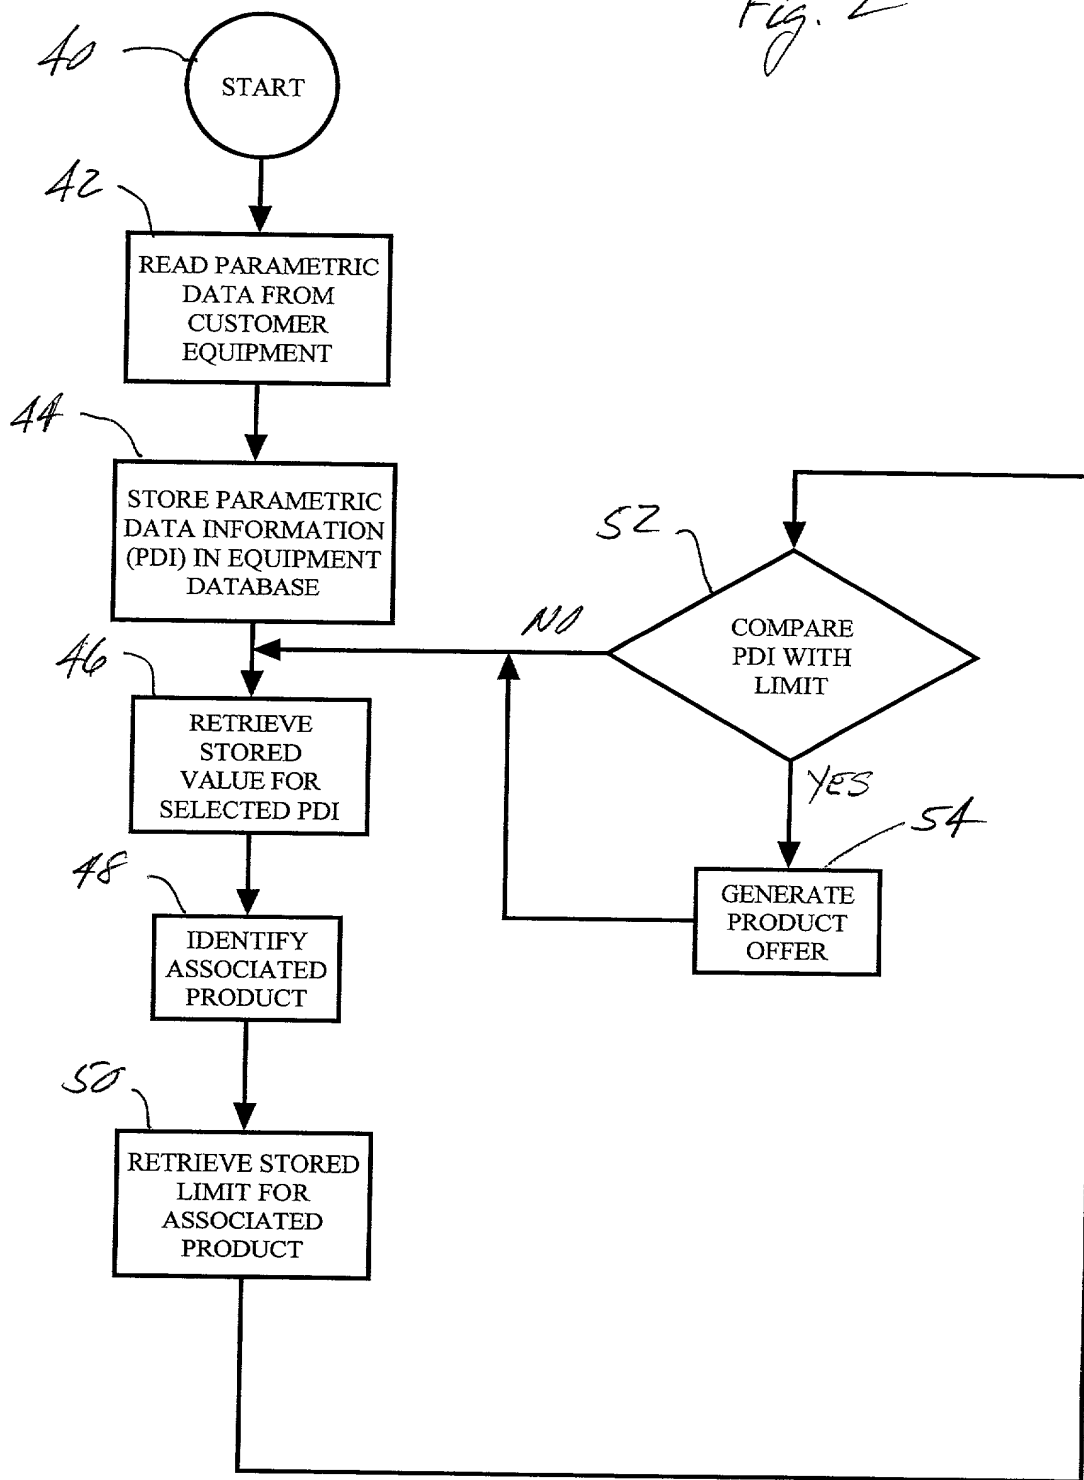 Fig. 2
40
START
42
READ PARAMETRIC
DATA FROM
CUSTOMER
EQUIPMENT
44
STORE PARAMETRIC
DATA INFORMATION
(PDI) IN EQUIPMENT
DATABASE
46
RETRIEVE
STORED
VALUE FOR
SELECTED PDI
48
IDENTIFY
ASSOCIATED
PRODUCT
50
RETRIEVE STORED
LIMIT FOR
ASSOCIATED
PRODUCT
52
NO
COMPARE
PDI WITH
LIMIT
YES
54
GENERATE
PRODUCT
OFFER